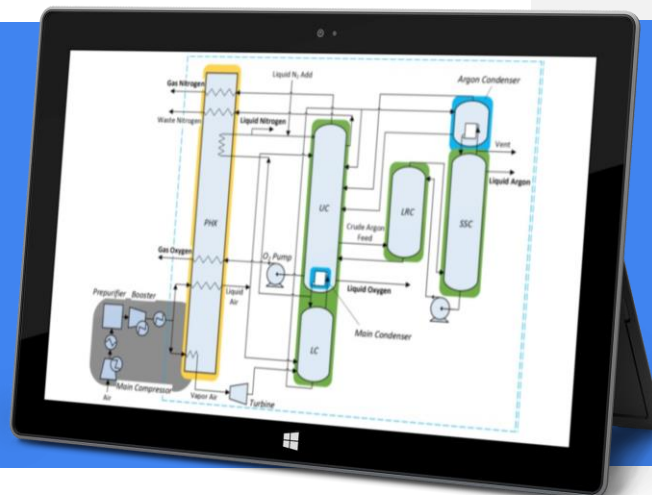 Argon Condenser
Liquid N₂ Add
Gas Nitrogen
Waste Nitrogen
Liquid Nitrogen
Vent
Liquid Argon
UC
LRC
SSC
PHX
Crude Argon
Feed
Gas Oxygen
O₂ Pump
Liquid Oxygen
Prepurifier
Booster
Liquid
Air
Main Condenser
LC
Main Compressor
Air
Vapor Air
Turbine